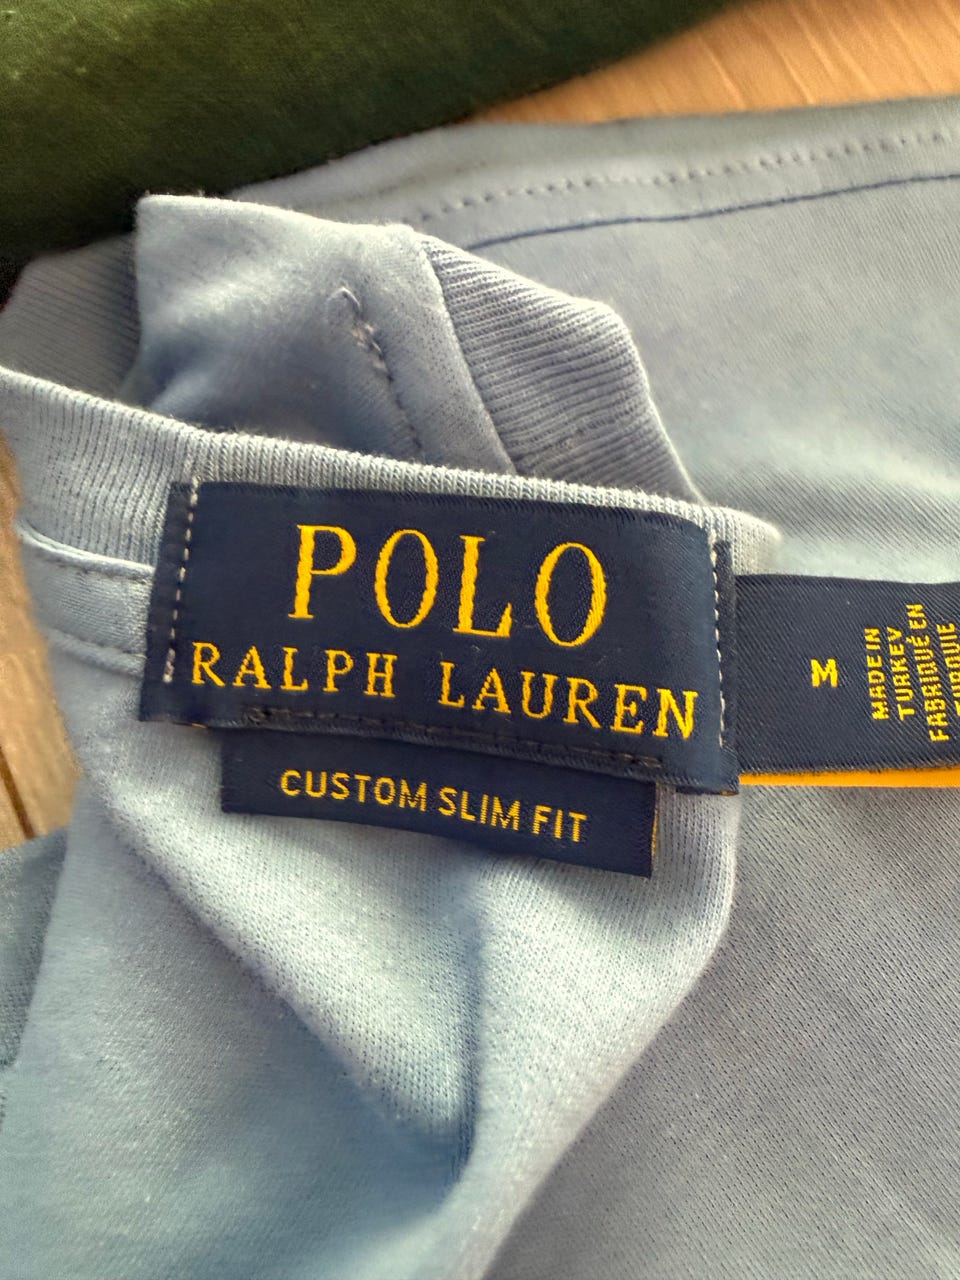 POLO
RALPH LAUREN
CUSTOM SLIM FIT
M
MADE IN
TURKEY
FABRIQUÉ EN